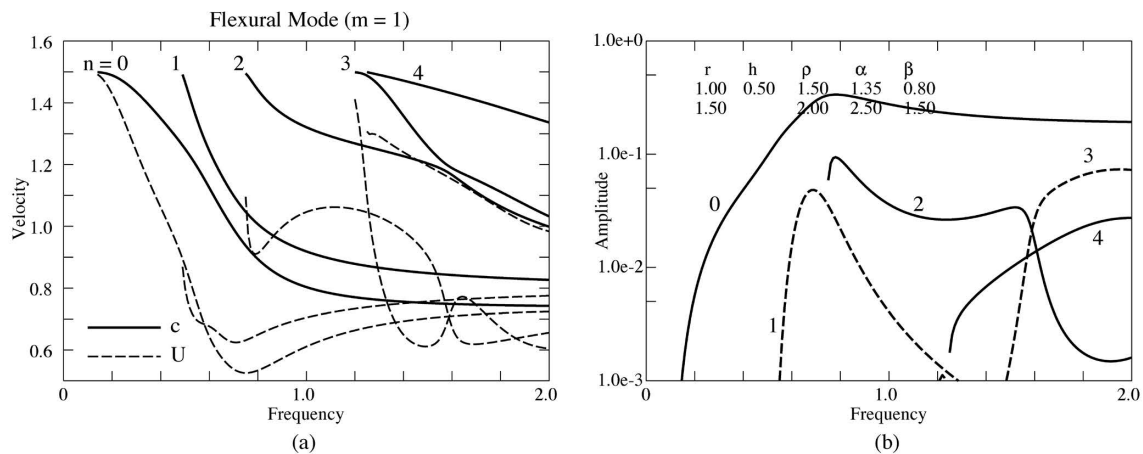 Flexural Mode (m = 1)
1.6
1.4
1.2
1.0
0.8
0.6
Velocity
n = 0
1
2
3
4
c
U
0
1.0
2.0
Frequency
(a)
1.0e+0
1.0e-1
1.0e-2
1.0e-3
Amplitude
r h ρ α β
1.00 0.50 1.50 1.35 0.80
1.50 2.00 2.50 1.50
0
1
2
3
4
0
1.0
2.0
Frequency
(b)